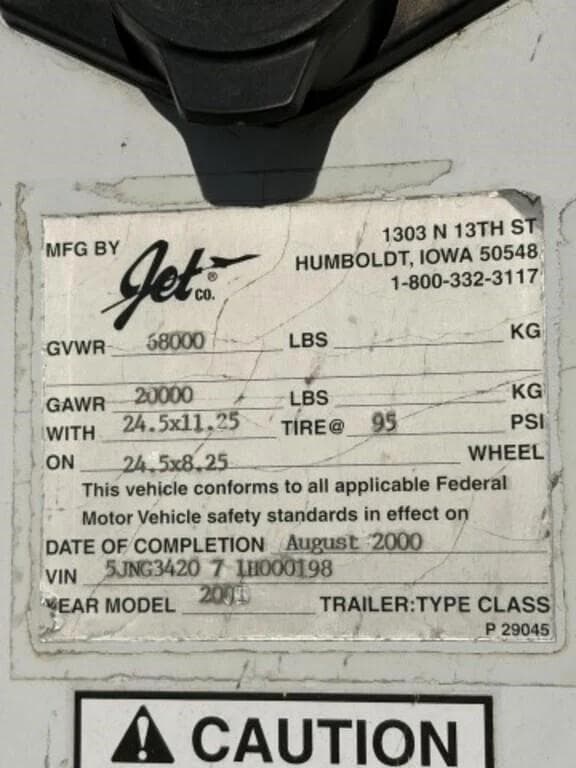 MFG BY Jet® CO. 1303 N 13TH ST
HUMBOLDT, IOWA 50548
1-800-332-3117
GVWR 68000 LBS KG
GAWR 20000 LBS KG
WITH 24.5x11.25 TIRE@ 95 PSI
ON 24.5x8.25 WHEEL
This vehicle conforms to all applicable Federal
Motor Vehicle safety standards in effect on
DATE OF COMPLETION August 2000
VIN 5JNG3420 7 1H000198
YEAR MODEL 2001 TRAILER:TYPE CLASS
P 29045
CAUTION